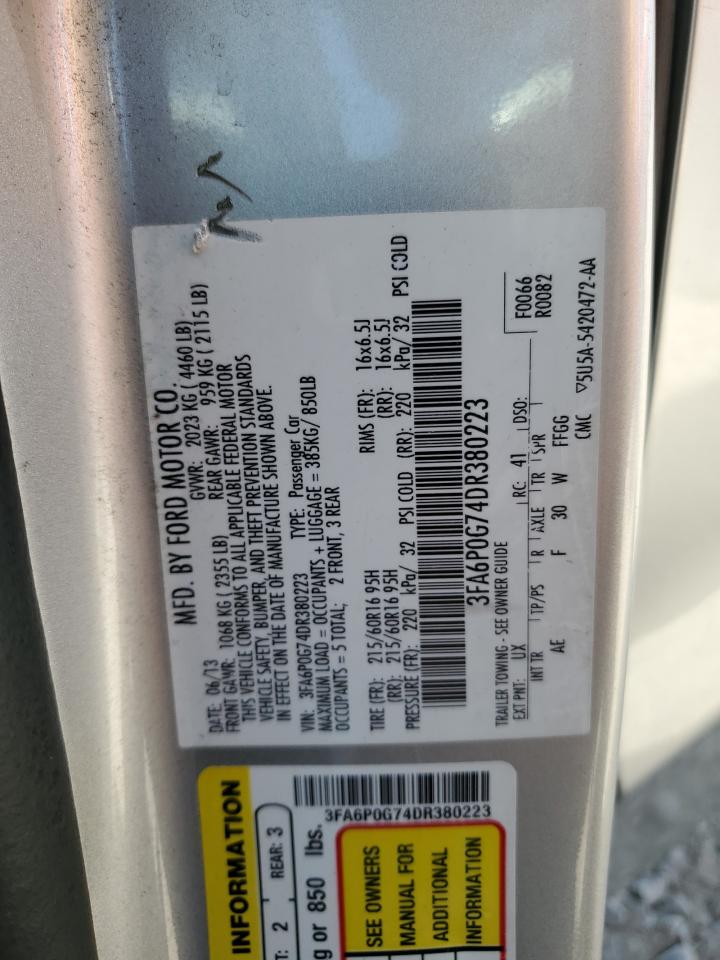 MFD. BY FORD MOTOR CO.
DATE: 06/13 GVWR: 2023 KG ( 4460 LB)
FRONT GAWR: 1068 KG ( 2355 LB) REAR GAWR: 959 KG ( 2115 LB)
THIS VEHICLE CONFORMS TO ALL APPLICABLE FEDERAL MOTOR
VEHICLE SAFETY, BUMPER, AND THEFT PREVENTION STANDARDS
IN EFFECT ON THE DATE OF MANUFACTURE SHOWN ABOVE.
VIN: 3FA6P0G74DR380223 TYPE: Passenger Car
MAXIMUM LOAD = OCCUPANTS + LUGGAGE = 385KG/ 850LB
OCCUPANTS = 5 TOTAL; 2 FRONT, 3 REAR
TIRE (FR): 215/60R16 95H RIMS (FR): 16x6.5J
(RR): 215/60R16 95H (RR): 16x6.5J
PRESSURE (FR): 220 kPa/ 32 PSI COLD (RR): 220 kPa/ 32 PSI COLD
3FA6P0G74DR380223
TRAILER TOWING - SEE OWNER GUIDE
F0066
R0082
EXT PNT: UX RC: 41 DSO:
INT TR TP/PS R AXLE TR SPR
AE F 30 W FFGG
CMC ▽5U5A-5420472-AA
INFORMATION
2 REAR: 3
or 850 lbs.
3FA6P0G74DR380223
SEE OWNERS
MANUAL FOR
ADDITIONAL
INFORMATION